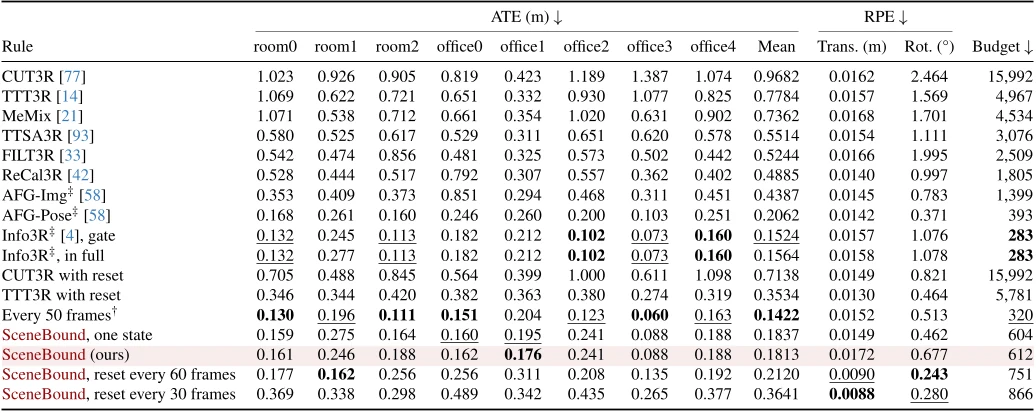 ATE (m) ↓ RPE ↓
Rule room0 room1 room2 office0 office1 office2 office3 office4 Mean Trans. (m) Rot. (°) Budget ↓
CUT3R [77] 1.023 0.926 0.905 0.819 0.423 1.189 1.387 1.074 0.9682 0.0162 2.464 15,992
TTT3R [14] 1.069 0.622 0.721 0.651 0.332 0.930 1.077 0.825 0.7784 0.0157 1.569 4,967
MeMix [21] 1.071 0.538 0.712 0.661 0.354 1.020 0.631 0.902 0.7362 0.0168 1.701 4,534
TTSA3R [93] 0.580 0.525 0.617 0.529 0.311 0.651 0.620 0.578 0.5514 0.0154 1.111 3,076
FILT3R [33] 0.542 0.474 0.856 0.481 0.325 0.573 0.502 0.442 0.5244 0.0166 1.995 2,509
ReCal3R [42] 0.528 0.444 0.517 0.792 0.307 0.557 0.362 0.402 0.4885 0.0140 0.997 1,805
AFG-Img‡ [58] 0.353 0.409 0.373 0.851 0.294 0.468 0.311 0.451 0.4387 0.0145 0.783 1,399
AFG-Pose‡ [58] 0.168 0.261 0.160 0.246 0.260 0.200 0.103 0.251 0.2062 0.0142 0.371 393
Info3R‡ [4], gate 0.132 0.245 0.113 0.182 0.212 0.102 0.073 0.160 0.1524 0.0157 1.076 283
Info3R‡, in full 0.132 0.277 0.113 0.182 0.212 0.102 0.073 0.160 0.1564 0.0158 1.078 283
CUT3R with reset 0.705 0.488 0.845 0.564 0.399 1.000 0.611 1.098 0.7138 0.0149 0.821 15,992
TTT3R with reset 0.346 0.344 0.420 0.382 0.363 0.380 0.274 0.319 0.3534 0.0130 0.464 5,781
Every 50 frames† 0.130 0.196 0.111 0.151 0.204 0.123 0.060 0.163 0.1422 0.0152 0.513 320
SceneBound, one state 0.159 0.275 0.164 0.160 0.195 0.241 0.088 0.188 0.1837 0.0149 0.462 604
SceneBound (ours) 0.161 0.246 0.188 0.162 0.176 0.241 0.088 0.188 0.1813 0.0172 0.677 612
SceneBound, reset every 60 frames 0.177 0.162 0.256 0.256 0.311 0.208 0.135 0.192 0.2120 0.0090 0.243 751
SceneBound, reset every 30 frames 0.369 0.338 0.298 0.489 0.342 0.435 0.265 0.377 0.3641 0.0088 0.280 866